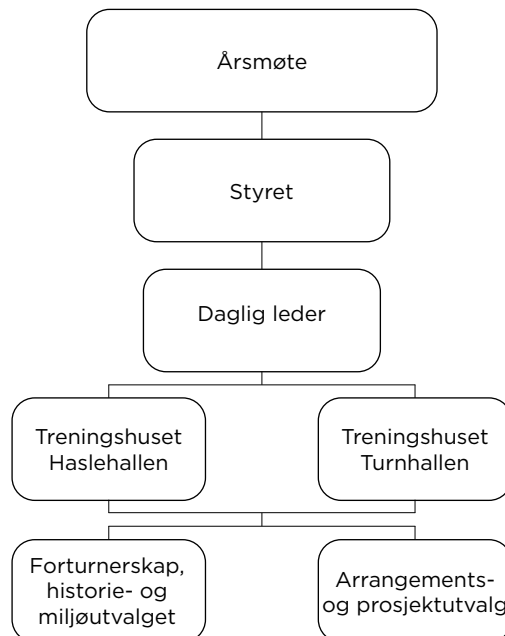 Årsmøte
Styret
Daglig leder
Treningshuset
Haslehallen
Treningshuset
Turnhallen
Forturnerskap,
historie- og
miljøutvalget
Arrangements-
og prosjektutvalg